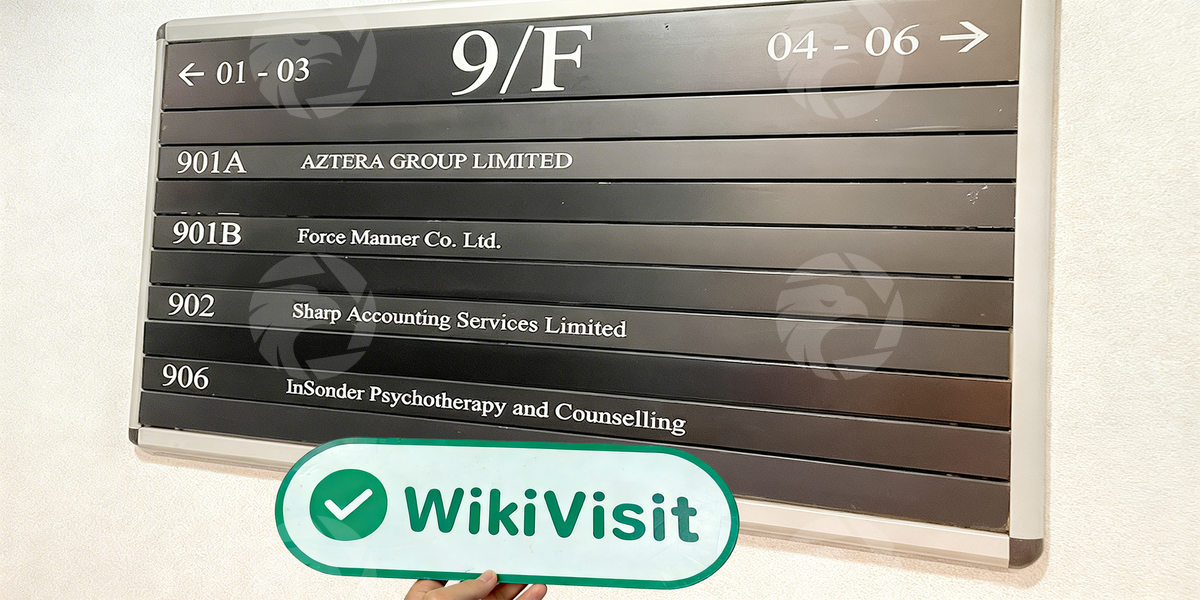 ← 01 - 03
9/F
04 - 06 →
901A AZTERA GROUP LIMITED
901B Force Manner Co. Ltd.
902 Sharp Accounting Services Limited
906 InSonder Psychotherapy and Counselling
WikiVisit